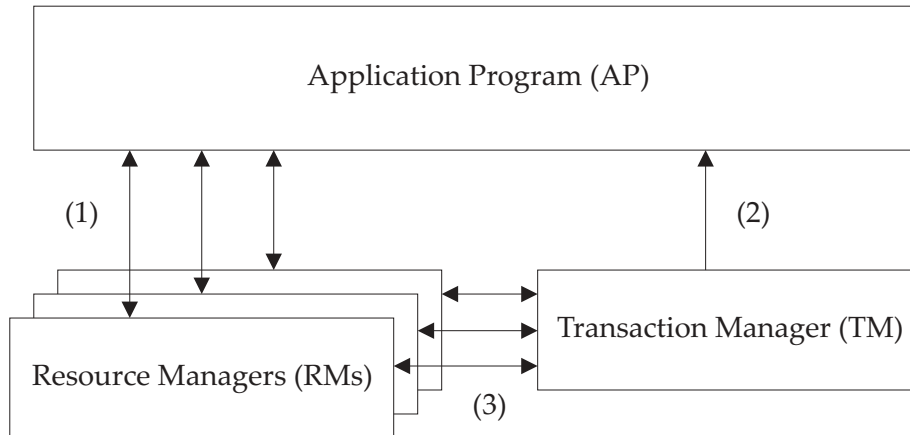 Application Program (AP)
(1)
(2)
Transaction Manager (TM)
Resource Managers (RMs)
(3)